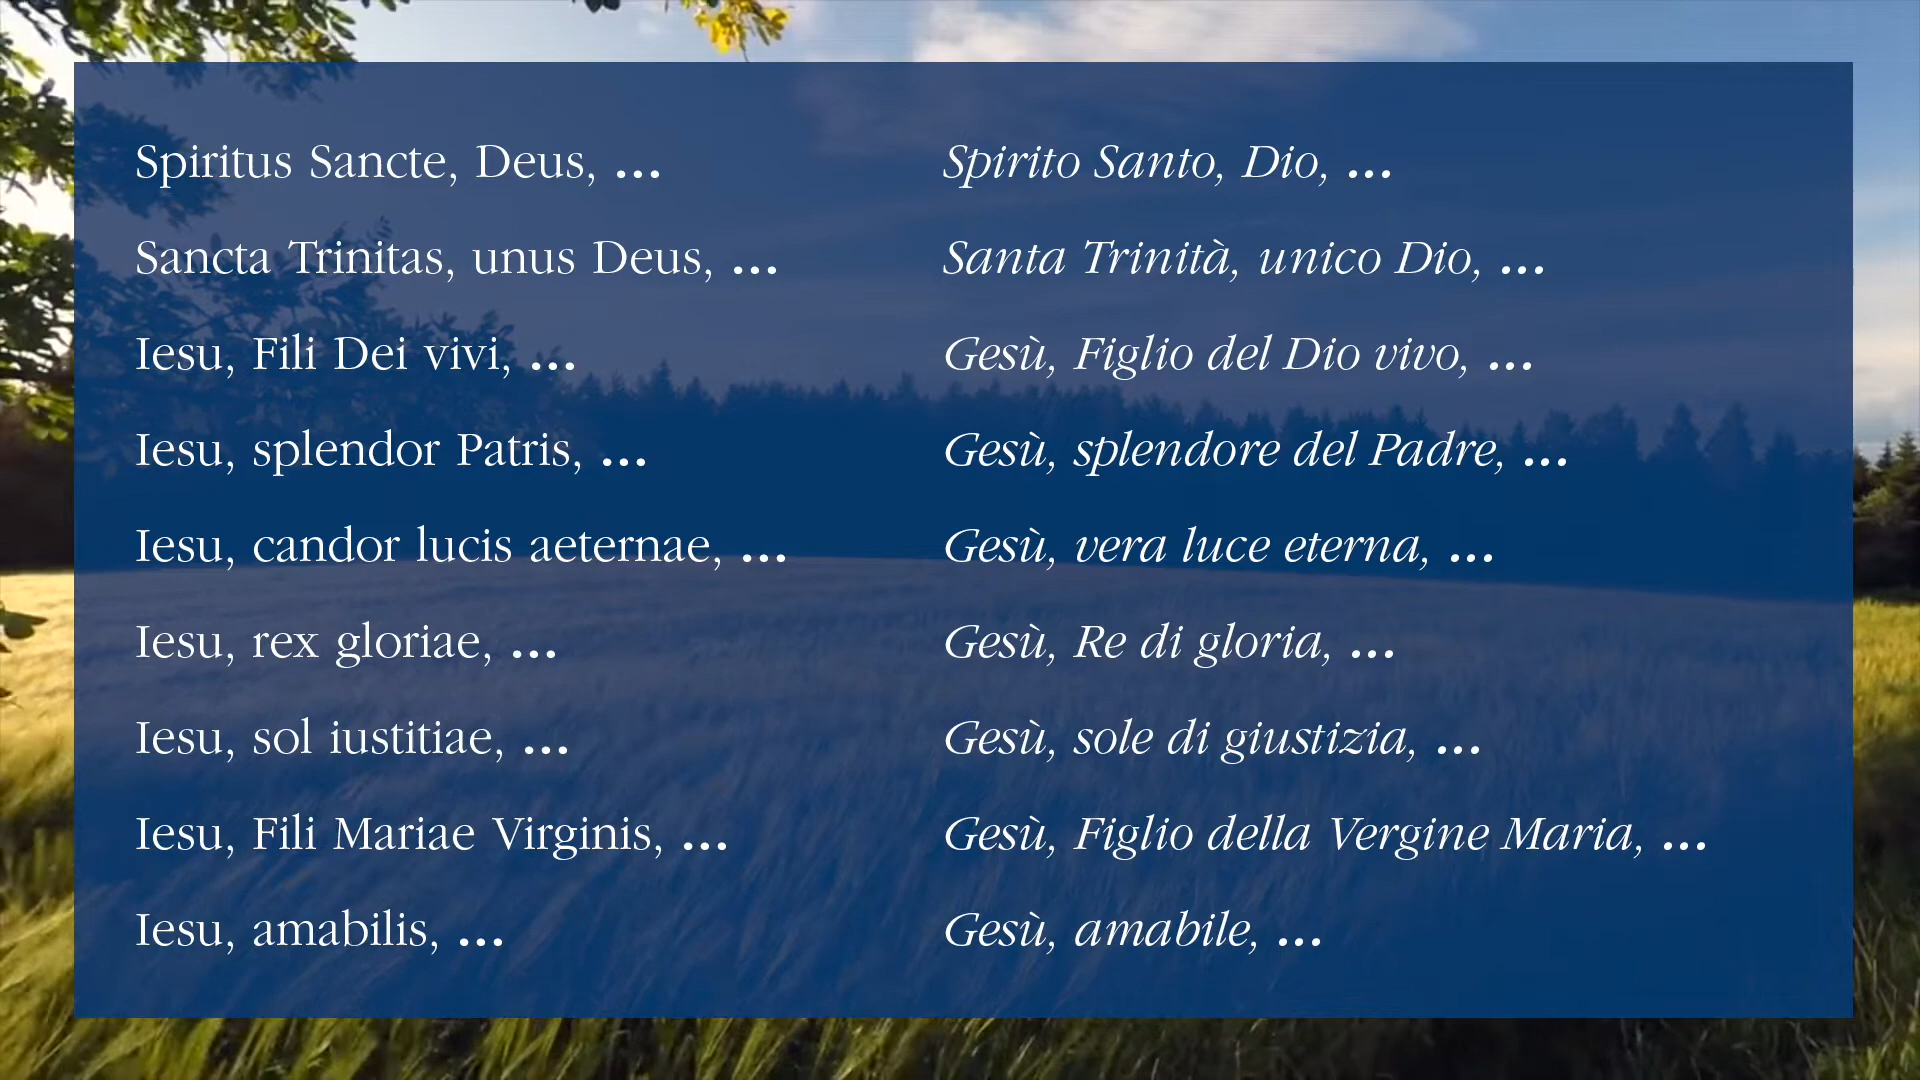 Spiritus Sancte, Deus, ...
Sancta Trinitas, unus Deus, ...
Iesu, Fili Dei vivi, ...
Iesu, splendor Patris, ...
Iesu, candor lucis aeternae, ...
Iesu, rex gloriae, ...
Iesu, sol iustitiae, ...
Iesu, Fili Mariae Virginis, ...
Iesu, amabilis, ...
Spirito Santo, Dio, ...
Santa Trinità, unico Dio, ...
Gesù, Figlio del Dio vivo, ...
Gesù, splendore del Padre, ...
Gesù, vera luce eterna, ...
Gesù, Re di gloria, ...
Gesù, sole di giustizia, ...
Gesù, Figlio della Vergine Maria, ...
Gesù, amabile, ...